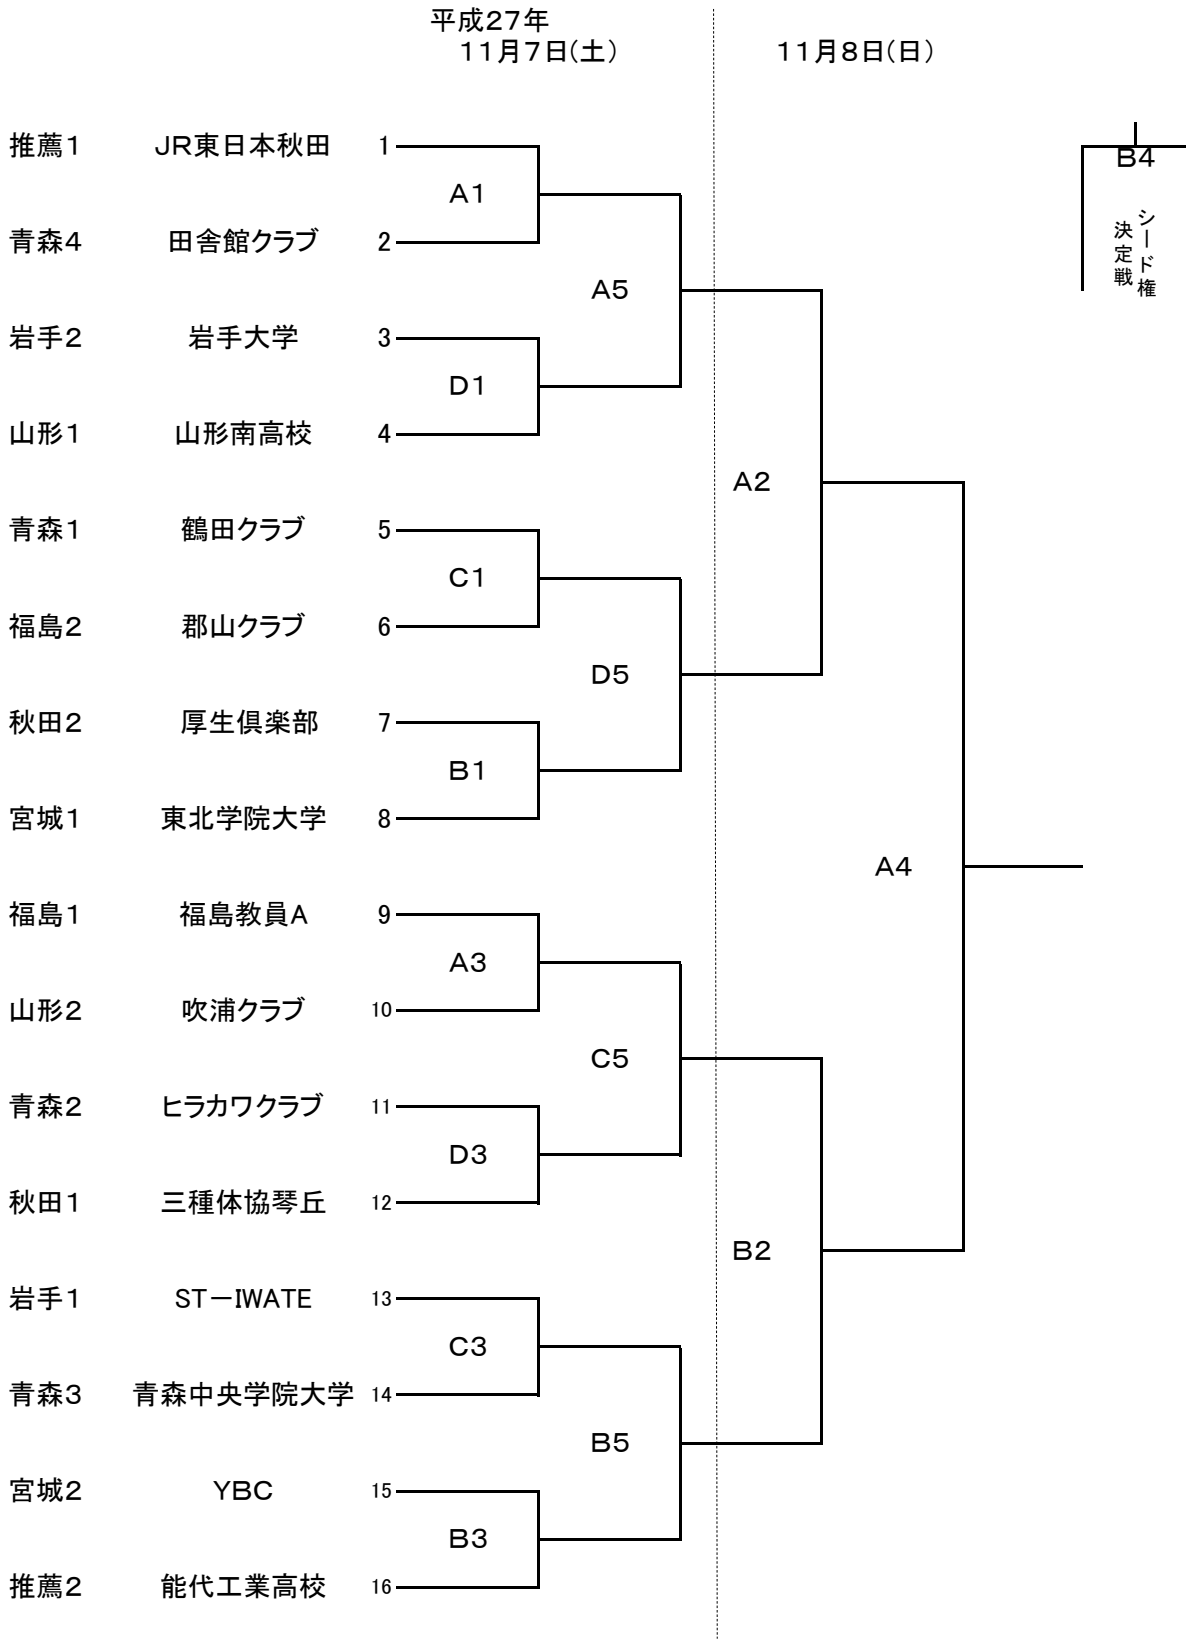 平成27年
11月7日(土)
11月8日(日)
B4
シード権
決定戦
推薦1 JR東日本秋田 1
A1
青森4 田舎館クラブ 2
A5
岩手2 岩手大学 3
D1
山形1 山形南高校 4
A2
青森1 鶴田クラブ 5
C1
福島2 郡山クラブ 6
D5
秋田2 厚生倶楽部 7
B1
宮城1 東北学院大学 8
A4
福島1 福島教員A 9
A3
山形2 吹浦クラブ 10
C5
青森2 ヒラカワクラブ 11
D3
秋田1 三種体協琴丘 12
B2
岩手1 ST－IWATE 13
C3
青森3 青森中央学院大学 14
B5
宮城2 YBC 15
B3
推薦2 能代工業高校 16